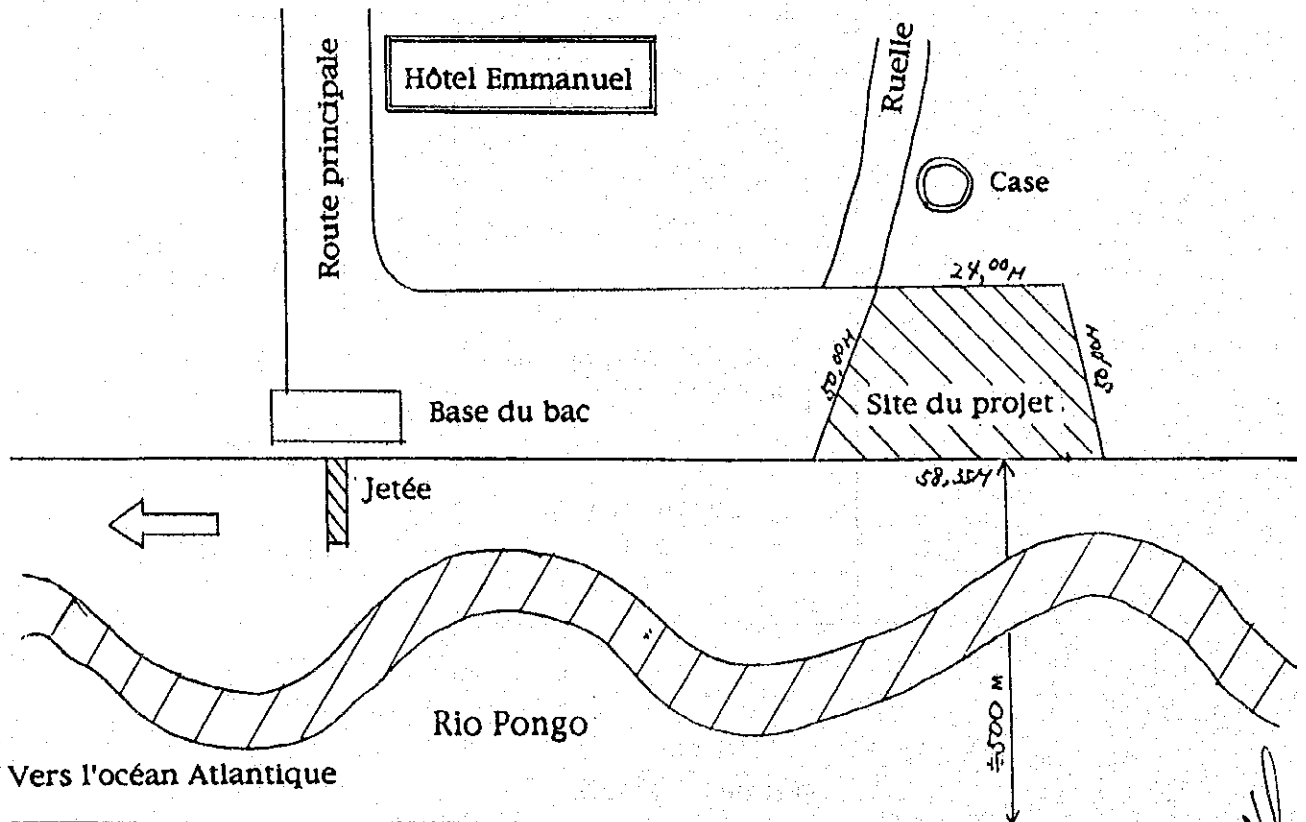 Route principale
Hôtel Emmanuel
Ruelle
Case
24,00M
50,00M
50,00M
Site du projet
Base du bac
58,35M
Jetée
Rio Pongo
≒500 M
Vers l'océan Atlantique